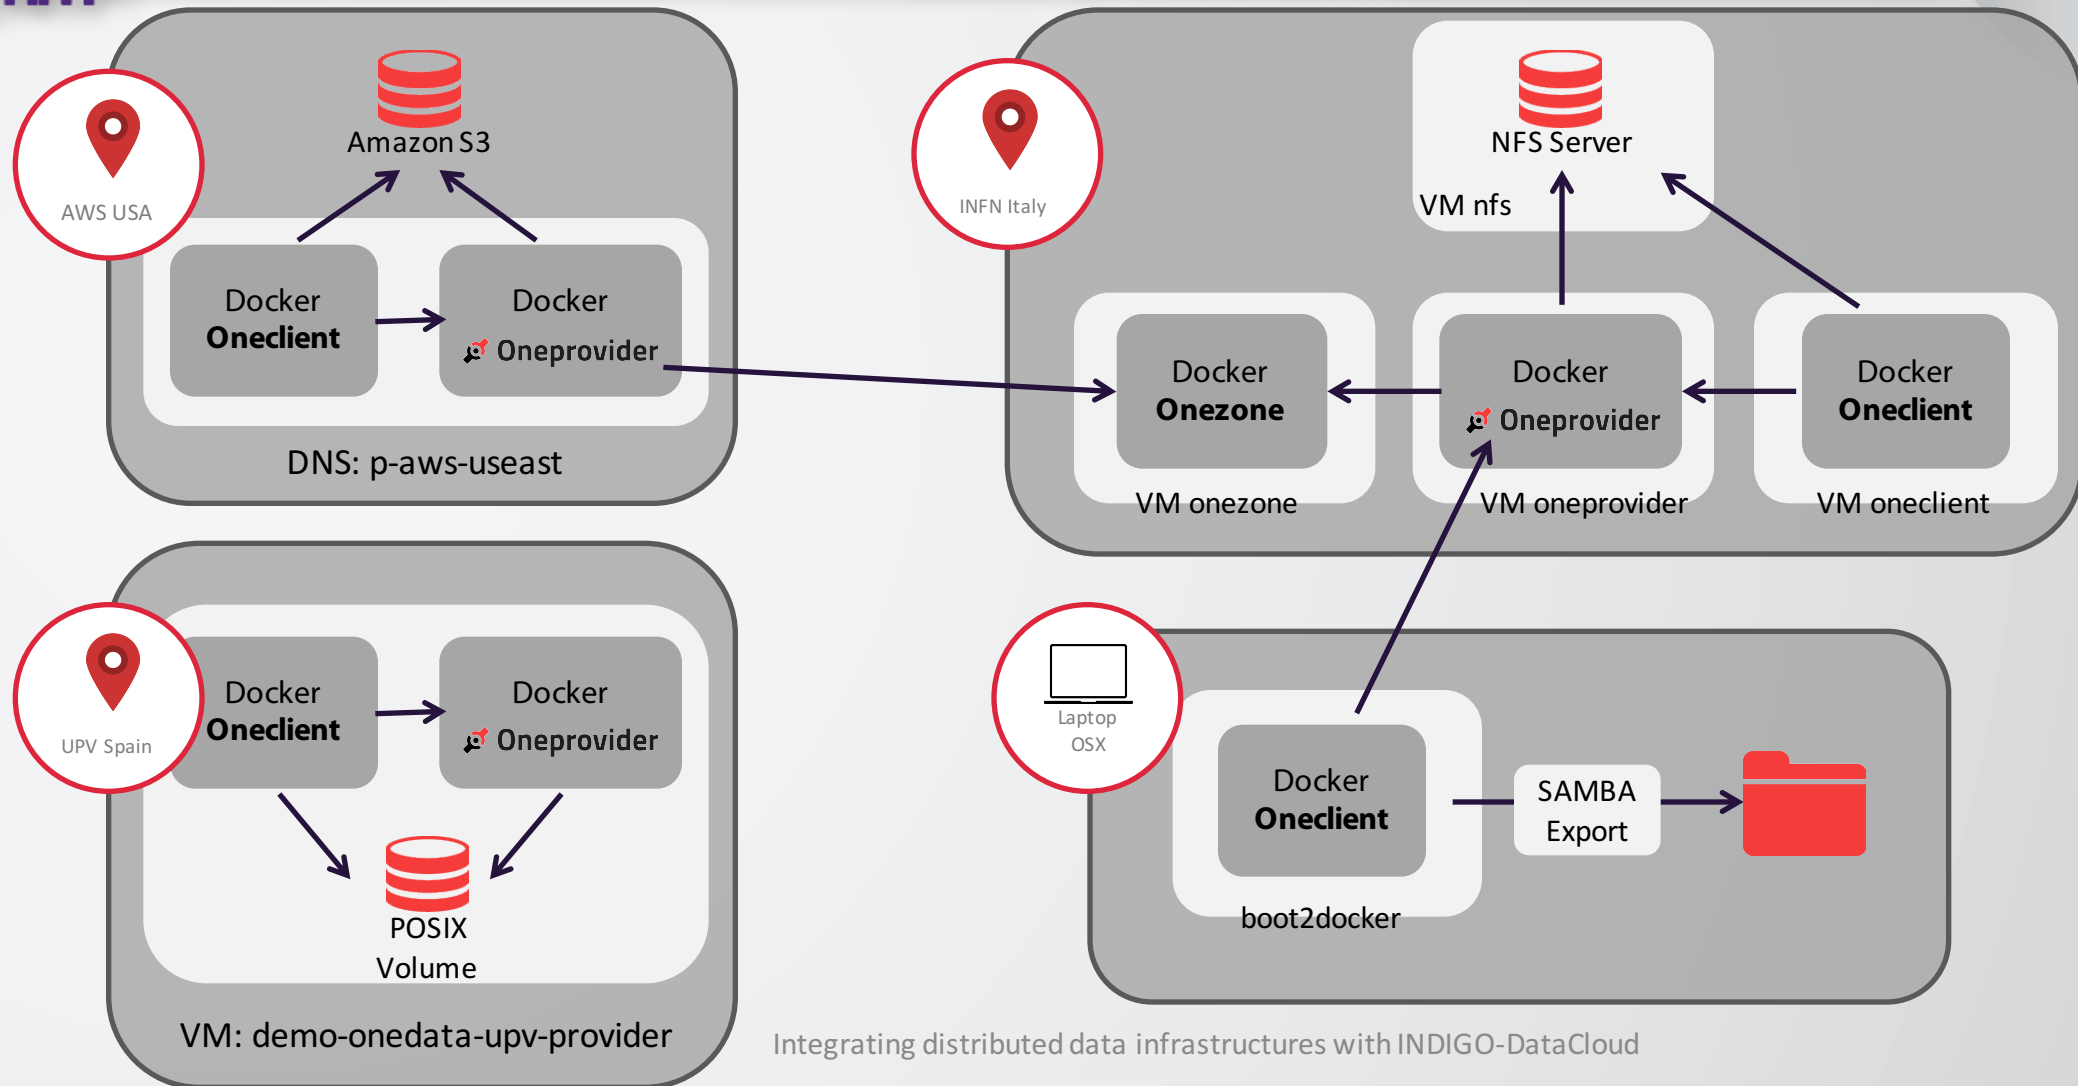 Amazon S3
AWS USA
Docker
Oneclient
Docker
Oneprovider
DNS: p-aws-useast
NFS Server
VM nfs
INFN Italy
Docker
Onezone
VM onezone
Docker
Oneprovider
VM oneprovider
Docker
Oneclient
VM oneclient
UPV Spain
Docker
Oneclient
Docker
Oneprovider
POSIX
Volume
VM: demo-onedata-upv-provider
Laptop
OSX
Docker
Oneclient
boot2docker
SAMBA
Export
Integrating distributed data infrastructures with INDIGO-DataCloud